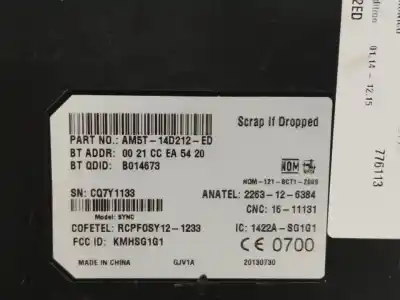 Scrap If Dropped
PART NO.: AM5T-14D212-ED
BT ADDR: 00 21 CC EA 54 20
BT QDID: B014673
NOM
NOM-121-SCT1-2009
SN: CQ7Y1133
ANATEL: 2263-12-6384
Model: SYNC
CNC: 16-11131
COFETEL: RCPFOSY12-1233
IC: 1422A-SG1G1
FCC ID: KMHSG1G1
CE 0700
MADE IN CHINA
GJV1A
20130730
01.14 - 12.15
776113